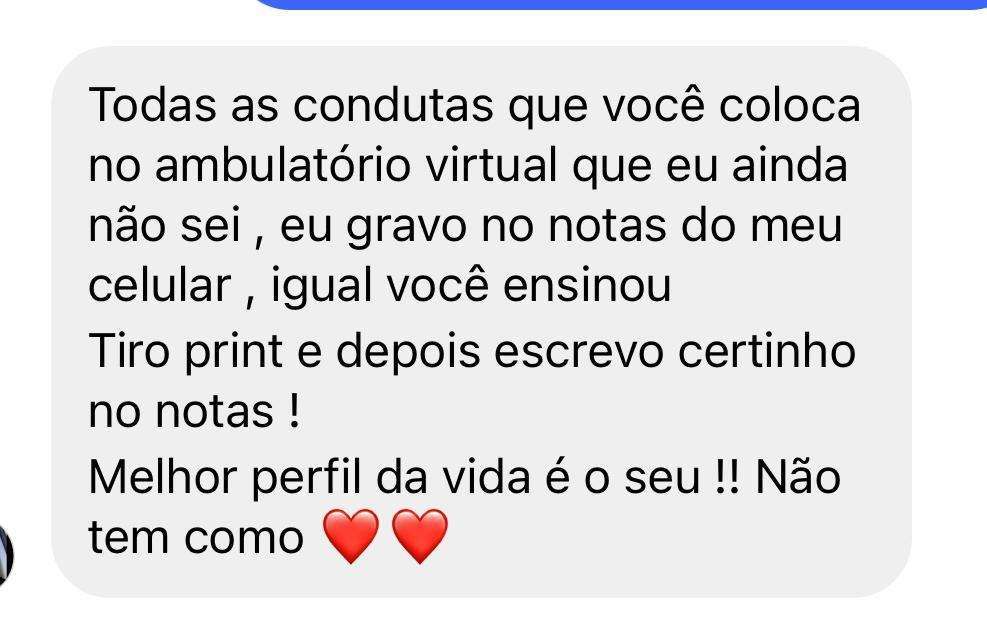 Todas as condutas que você coloca
no ambulatório virtual que eu ainda
não sei , eu gravo no notas do meu
celular , igual você ensinou
Tiro print e depois escrevo certinho
no notas !
Melhor perfil da vida é o seu !! Não
tem como ❤️❤️